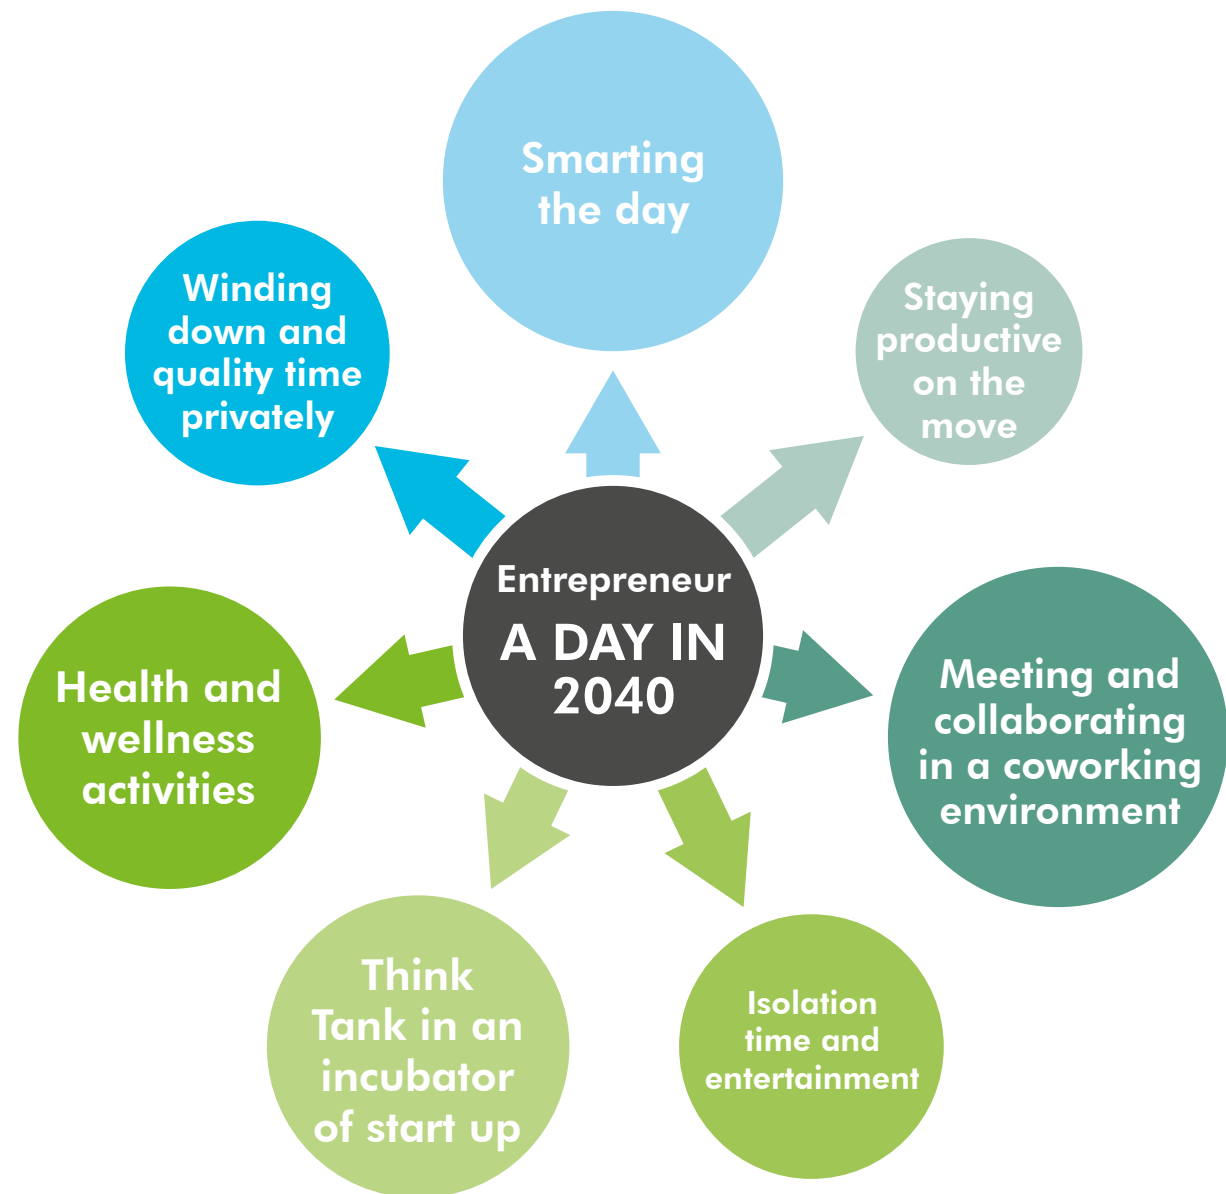 Smarting
the day
Staying
productive
on the
move
Meeting and
collaborating
in a coworking
environment
Isolation
time and
entertainment
Think
Tank in an
incubator
of start up
Health and
wellness
activities
Winding
down and
quality time
privately
Entrepreneur
A DAY IN
2040